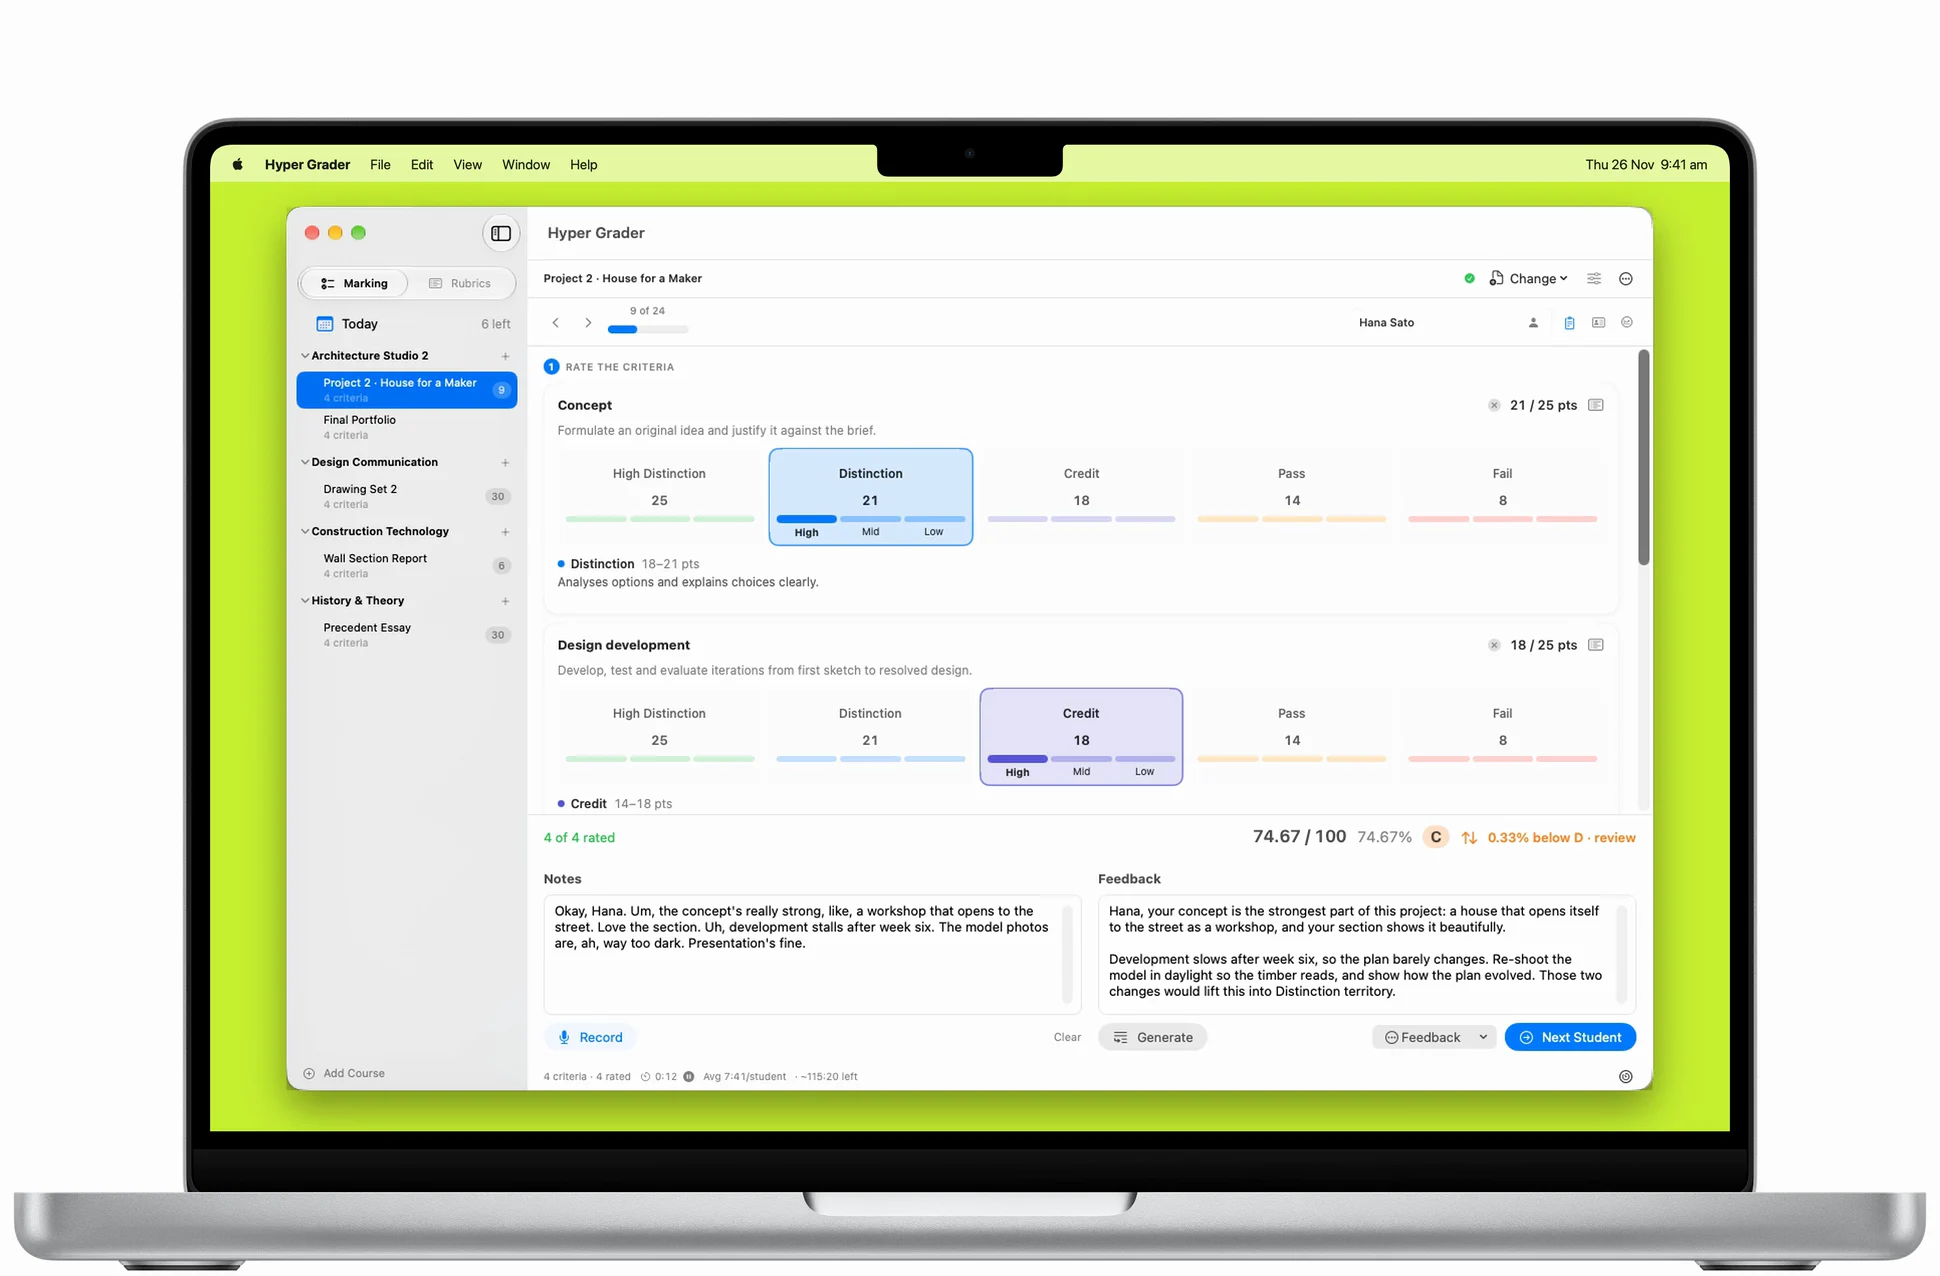 Hyper Grader File Edit View Window Help
Thu 26 Nov 9:41 am
Hyper Grader
Marking Rubrics
Today 6 left
Architecture Studio 2
Project 2 · House for a Maker 9
4 criteria
Final Portfolio
4 criteria
Design Communication
Drawing Set 2 30
4 criteria
Construction Technology
Wall Section Report 6
4 criteria
History & Theory
Precedent Essay 30
4 criteria
Add Course
Project 2 · House for a Maker
Change
9 of 24
Hana Sato
1 RATE THE CRITERIA
Concept 21 / 25 pts
Formulate an original idea and justify it against the brief.
High Distinction Distinction Credit Pass Fail
25 21 18 14 8
High Mid Low
Distinction 18–21 pts
Analyses options and explains choices clearly.
Design development 18 / 25 pts
Develop, test and evaluate iterations from first sketch to resolved design.
High Distinction Distinction Credit Pass Fail
25 21 18 14 8
High Mid Low
Credit 14–18 pts
4 of 4 rated
74.67 / 100 74.67% C 0.33% below D · review
Notes
Okay, Hana. Um, the concept's really strong, like, a workshop that opens to the
street. Love the section. Uh, development stalls after week six. The model photos
are, ah, way too dark. Presentation's fine.
Record Clear
Feedback
Hana, your concept is the strongest part of this project: a house that opens itself
to the street as a workshop, and your section shows it beautifully.
Development slows after week six, so the plan barely changes. Re-shoot the
model in daylight so the timber reads, and show how the plan evolved. Those two
changes would lift this into Distinction territory.
Generate Feedback Next Student
4 criteria · 4 rated 0:12 Avg 7:41/student · ~115:20 left